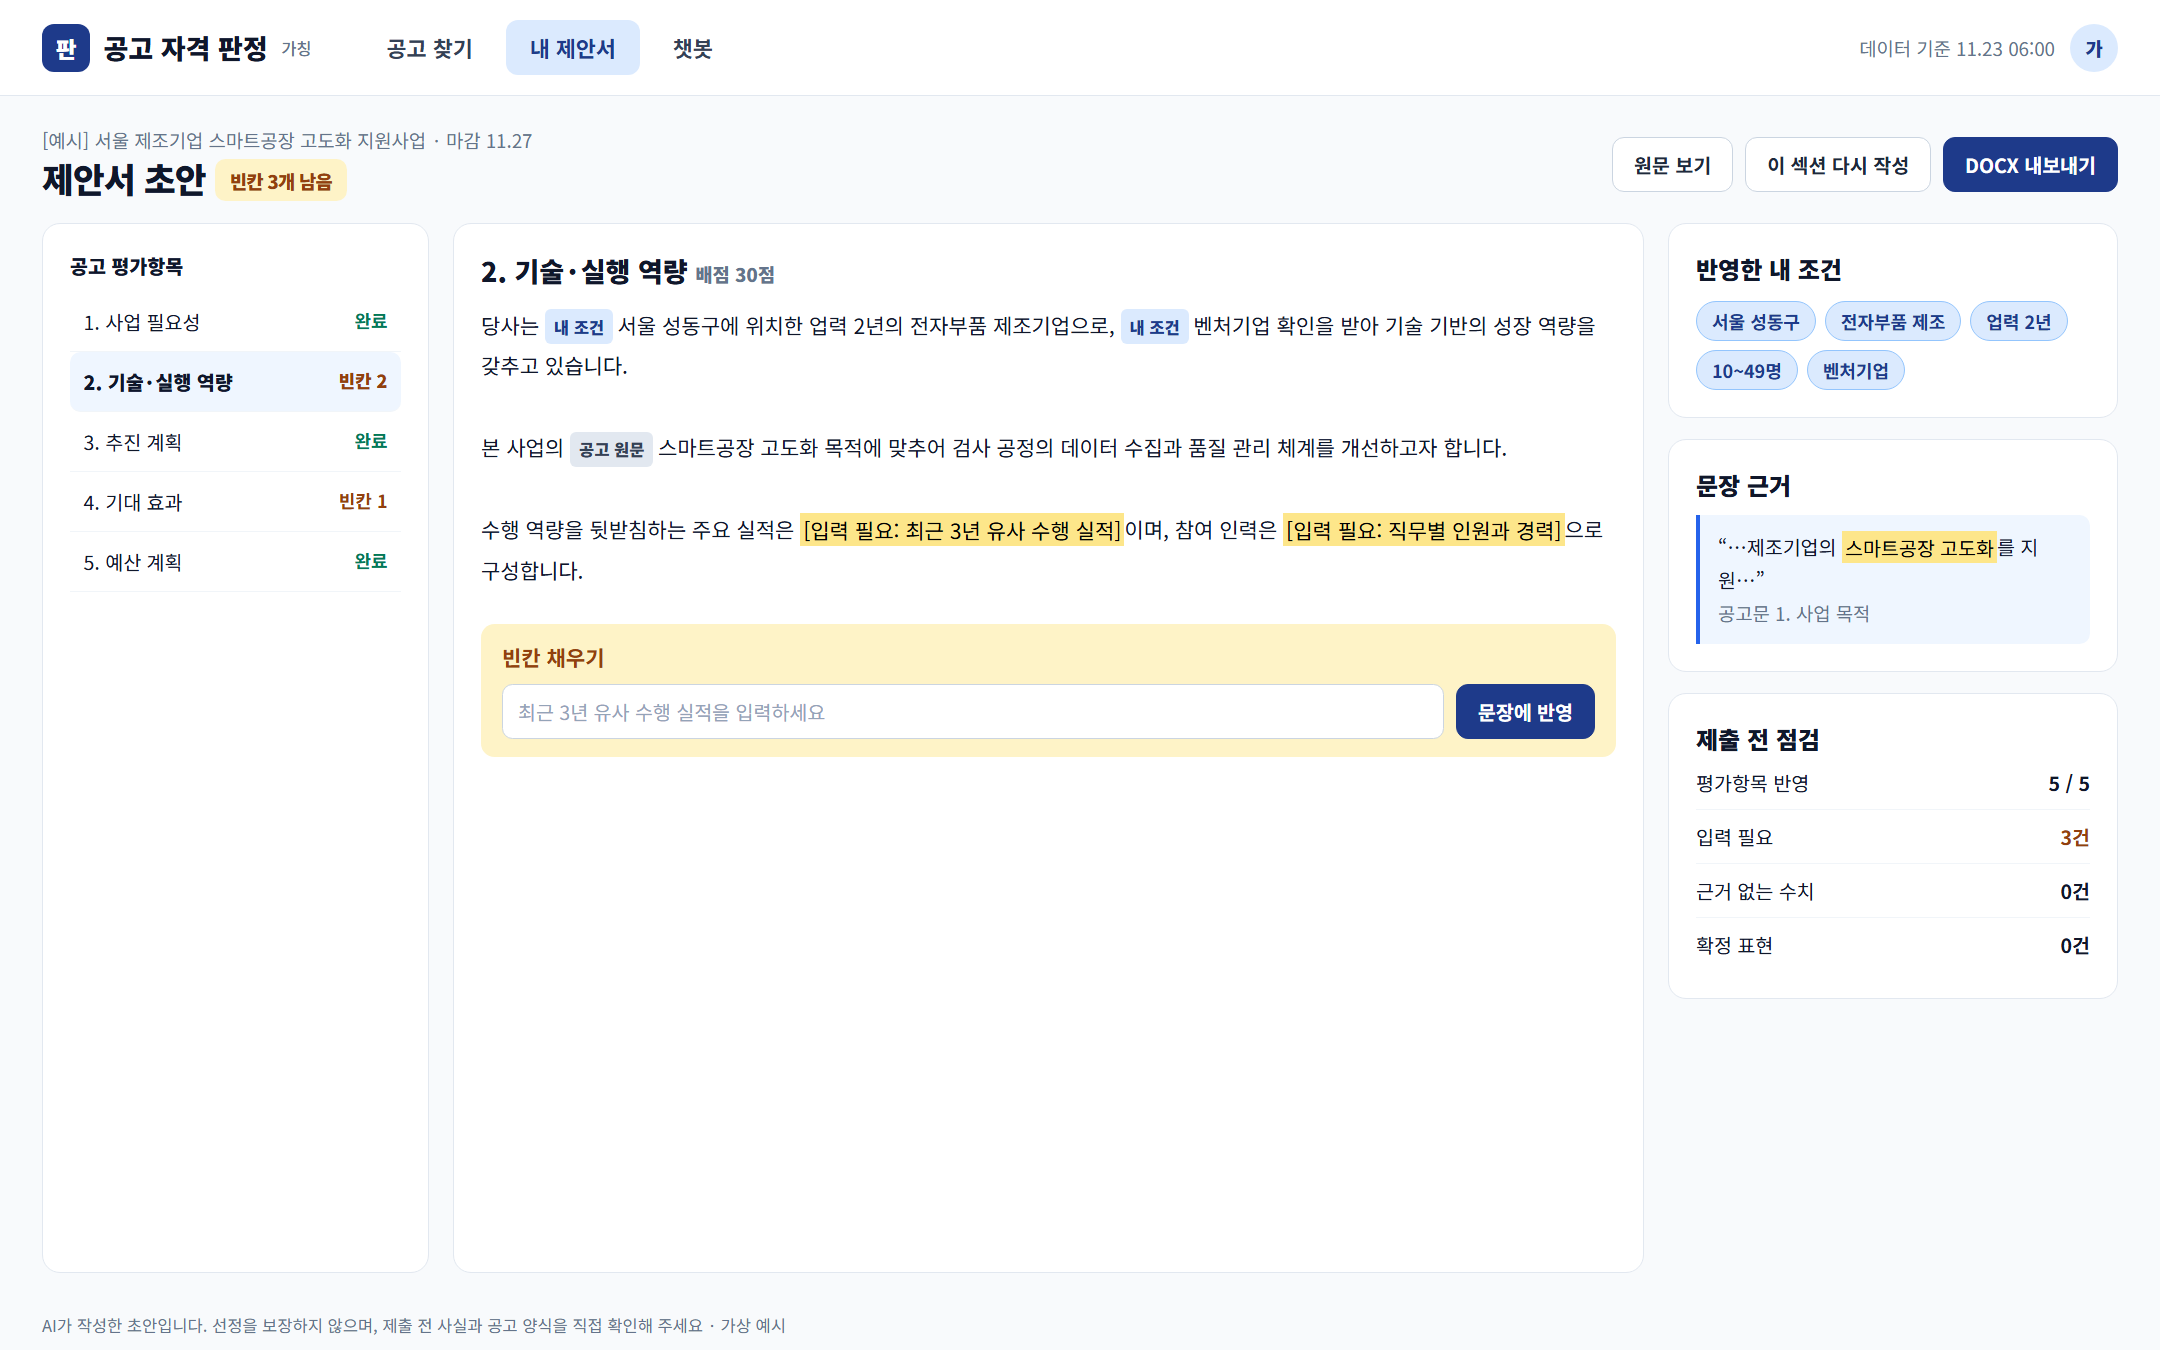 판 공고 자격 판정 가칭 공고 찾기 내 제안서 챗봇 데이터 기준 11.23 06:00 가
[예시] 서울 제조기업 스마트공장 고도화 지원사업 · 마감 11.27
제안서 초안 빈칸 3개 남음
원문 보기 이 섹션 다시 작성 DOCX 내보내기
공고 평가항목
1. 사업 필요성 완료
2. 기술·실행 역량 빈칸 2
3. 추진 계획 완료
4. 기대 효과 빈칸 1
5. 예산 계획 완료
2. 기술·실행 역량 배점 30점
당사는 내 조건 서울 성동구에 위치한 업력 2년의 전자부품 제조기업으로, 내 조건 벤처기업 확인을 받아 기술 기반의 성장 역량을
갖추고 있습니다.
본 사업의 공고 원문 스마트공장 고도화 목적에 맞추어 검사 공정의 데이터 수집과 품질 관리 체계를 개선하고자 합니다.
수행 역량을 뒷받침하는 주요 실적은 [입력 필요: 최근 3년 유사 수행 실적]이며, 참여 인력은 [입력 필요: 직무별 인원과 경력]으로
구성합니다.
빈칸 채우기
최근 3년 유사 수행 실적을 입력하세요 문장에 반영
반영한 내 조건
서울 성동구 전자부품 제조 업력 2년
10~49명 벤처기업
문장 근거
“…제조기업의 스마트공장 고도화를 지
원…”
공고문 1. 사업 목적
제출 전 점검
평가항목 반영 5 / 5
입력 필요 3건
근거 없는 수치 0건
확정 표현 0건
AI가 작성한 초안입니다. 선정을 보장하지 않으며, 제출 전 사실과 공고 양식을 직접 확인해 주세요 · 가상 예시